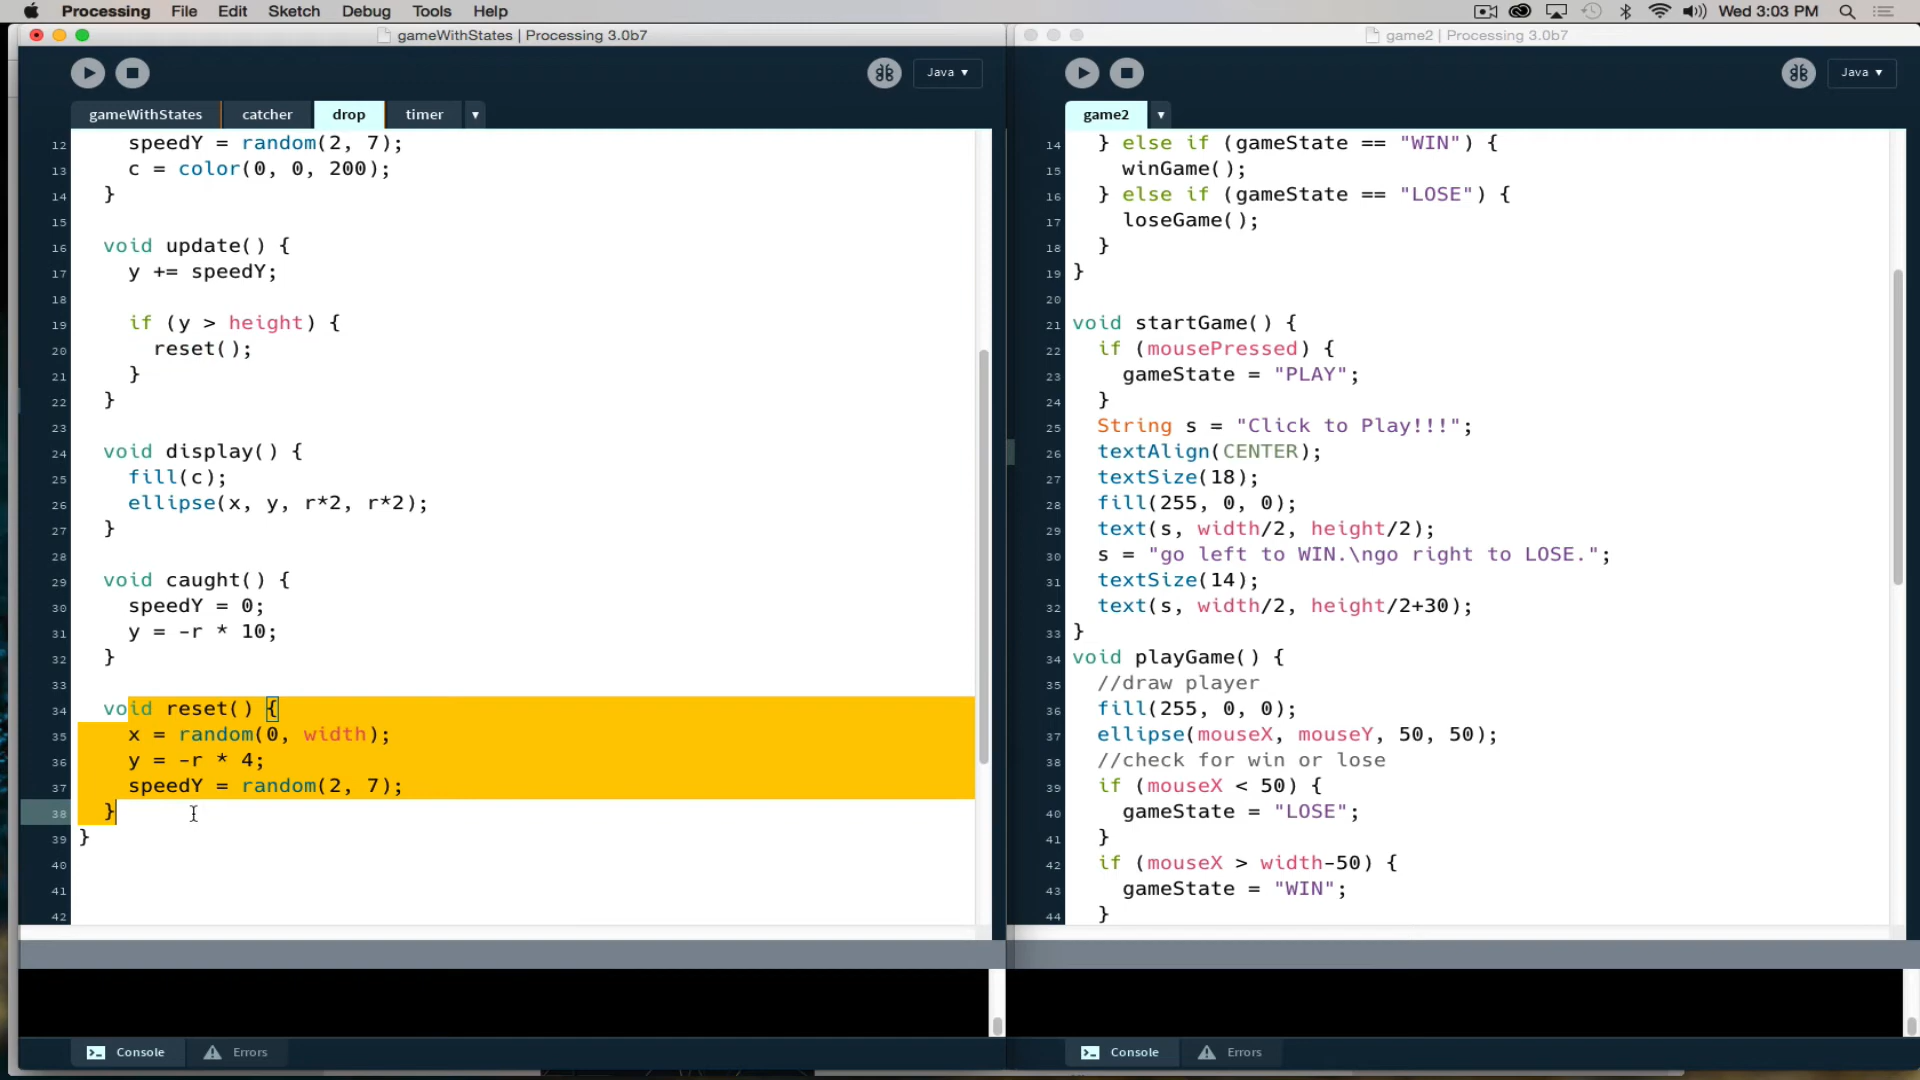 Processing File Edit Sketch Debug Tools Help Wed 3:03 PM
gameWithStates | Processing 3.0b7
Java ▾
gameWithStates catcher drop timer ▾
12 speedY = random(2, 7);
13 c = color(0, 0, 200);
14 }
15
16 void update() {
17 y += speedY;
18
19 if (y > height) {
20 reset();
21 }
22 }
23
24 void display() {
25 fill(c);
26 ellipse(x, y, r*2, r*2);
27 }
28
29 void caught() {
30 speedY = 0;
31 y = -r * 10;
32 }
33
34 void reset() {
35 x = random(0, width);
36 y = -r * 4;
37 speedY = random(2, 7);
38 }
39 }
40
41
42
Console Errors
game2 | Processing 3.0b7
Java ▾
game2 ▾
14 } else if (gameState == "WIN") {
15 winGame();
16 } else if (gameState == "LOSE") {
17 loseGame();
18 }
19 }
20
21 void startGame() {
22 if (mousePressed) {
23 gameState = "PLAY";
24 }
25 String s = "Click to Play!!!";
26 textAlign(CENTER);
27 textSize(18);
28 fill(255, 0, 0);
29 text(s, width/2, height/2);
30 s = "go left to WIN.\ngo right to LOSE.";
31 textSize(14);
32 text(s, width/2, height/2+30);
33 }
34 void playGame() {
35 //draw player
36 fill(255, 0, 0);
37 ellipse(mouseX, mouseY, 50, 50);
38 //check for win or lose
39 if (mouseX < 50) {
40 gameState = "LOSE";
41 }
42 if (mouseX > width-50) {
43 gameState = "WIN";
44 }
Console Errors